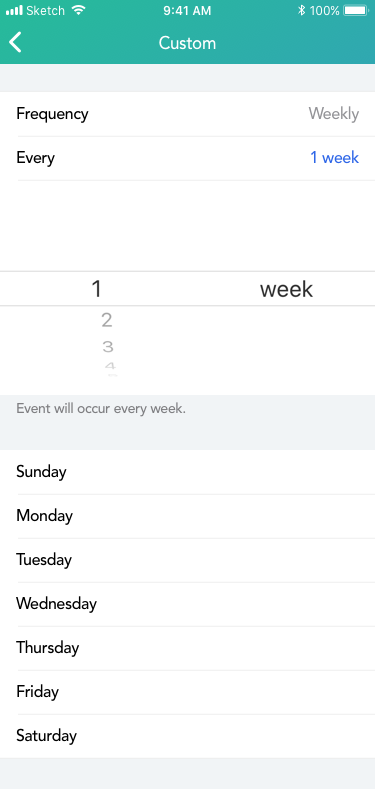 Sketch 9:41 AM 100%
Custom
Frequency Weekly
Every 1 week
1 week
2
3
4
Event will occur every week.
Sunday
Monday
Tuesday
Wednesday
Thursday
Friday
Saturday